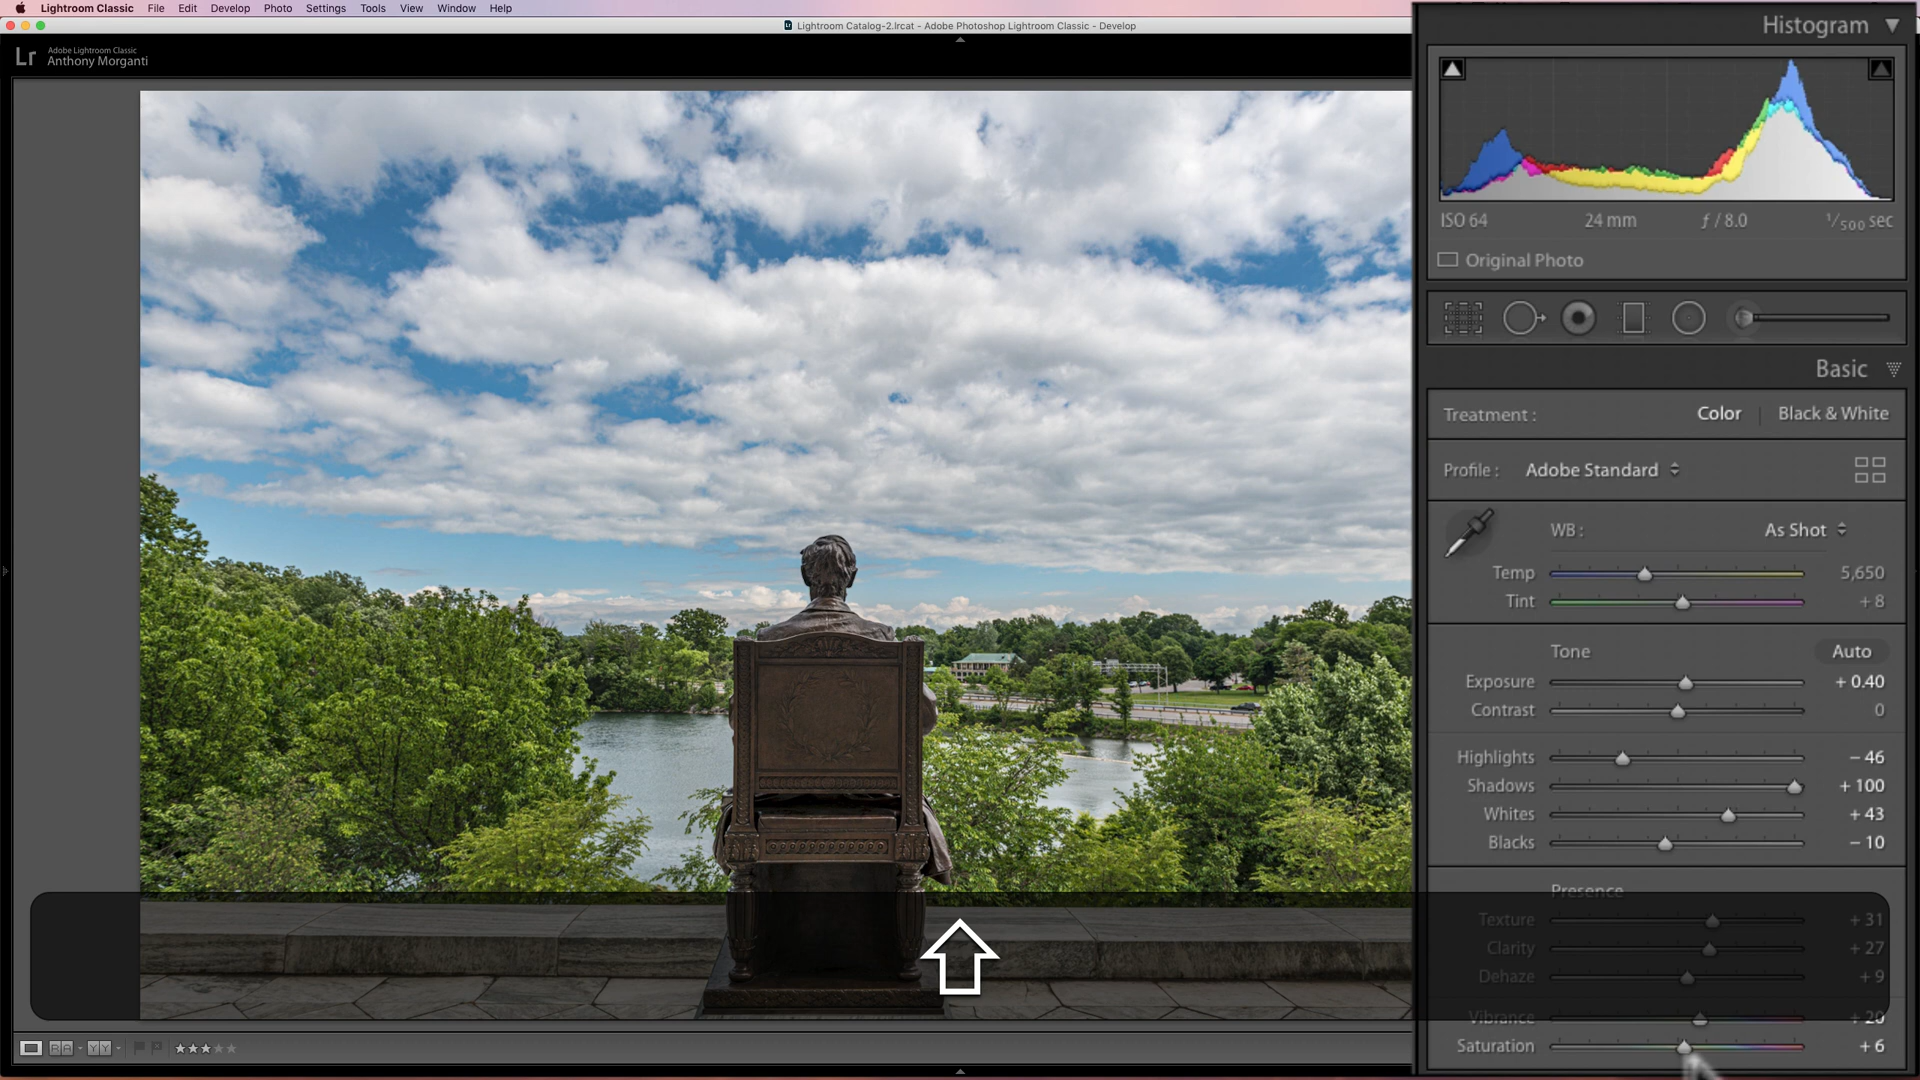 Lightroom Classic File Edit Develop Photo Settings Tools View Window Help
Lightroom Catalog-2.lrcat - Adobe Photoshop Lightroom Classic - Develop
Lr Adobe Lightroom Classic
Anthony Morganti
Histogram
ISO 64 24 mm ƒ / 8.0 1/500 sec
Original Photo
Basic
Treatment : Color Black & White
Profile : Adobe Standard
WB : As Shot
Temp 5,650
Tint + 8
Tone Auto
Exposure + 0.40
Contrast 0
Highlights − 46
Shadows + 100
Whites + 43
Blacks − 10
Presence
Texture + 31
Clarity + 27
Dehaze + 9
Vibrance + 20
Saturation + 6
RA YY